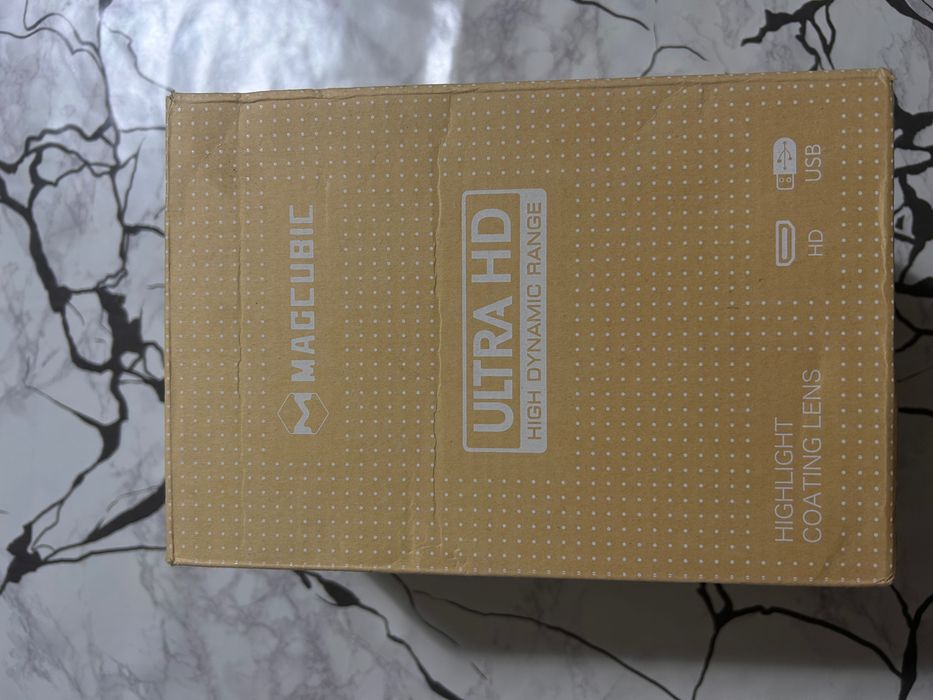 MAGCUBIC
ULTRA HD
HIGH DYNAMIC RANGE
HIGHLIGHT
COATING LENS
HD
USB